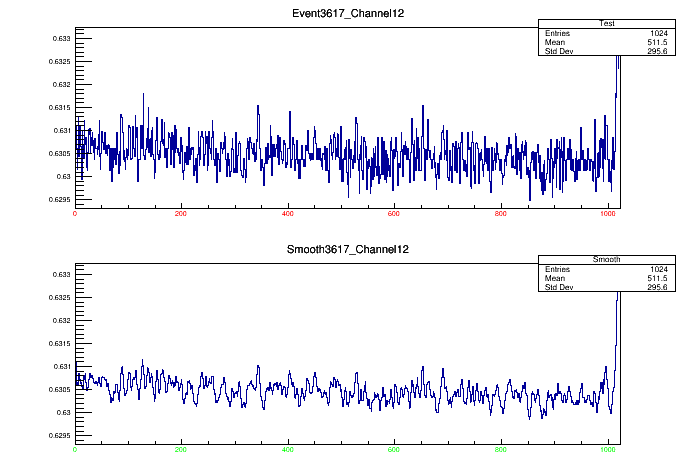 Event3617_Channel12
Test
Entries 1024
Mean 511.5
Std Dev 295.6
0.633
0.6325
0.632
0.6315
0.631
0.6305
0.63
0.6295
0 200 400 600 800 1000
Smooth3617_Channel12
Smooth
Entries 1024
Mean 511.5
Std Dev 295.6
0.633
0.6325
0.632
0.6315
0.631
0.6305
0.63
0.6295
0 200 400 600 800 1000